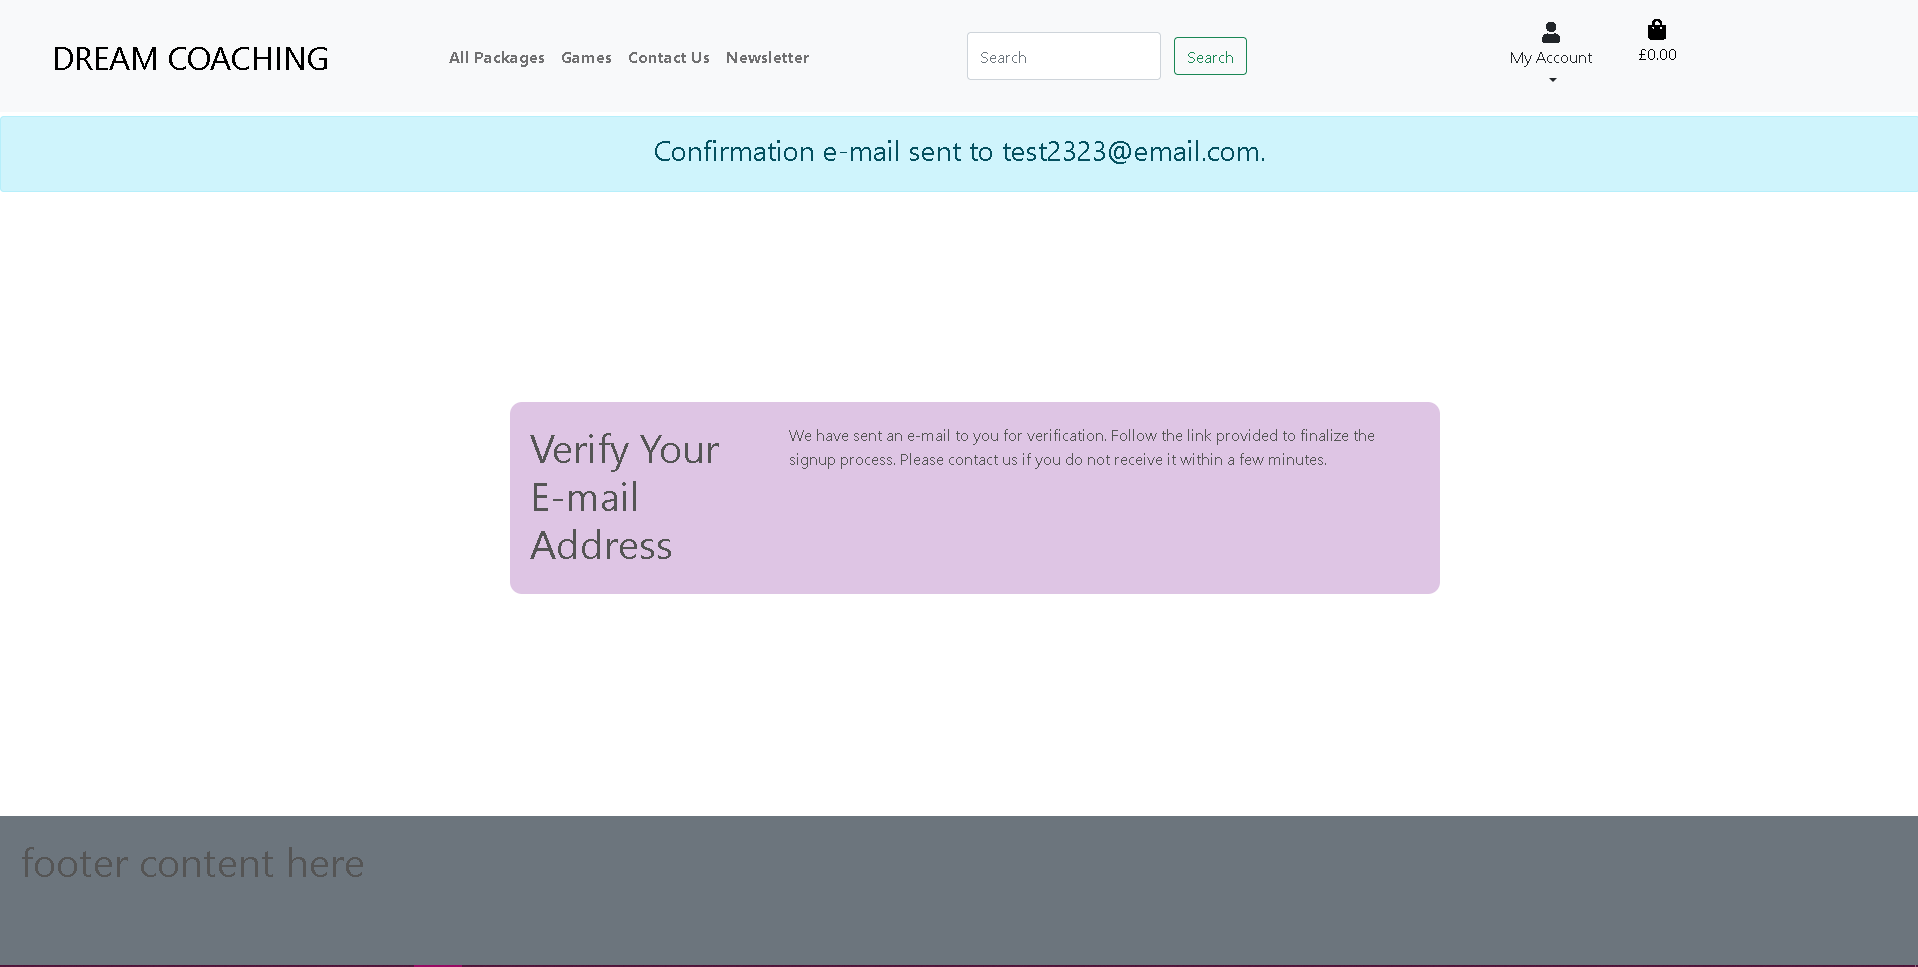 DREAM COACHING
All Packages Games Contact Us Newsletter
Search
Search
My Account
£0.00
Confirmation e-mail sent to test2323@email.com.
Verify Your
E-mail
Address
We have sent an e-mail to you for verification. Follow the link provided to finalize the
signup process. Please contact us if you do not receive it within a few minutes.
footer content here